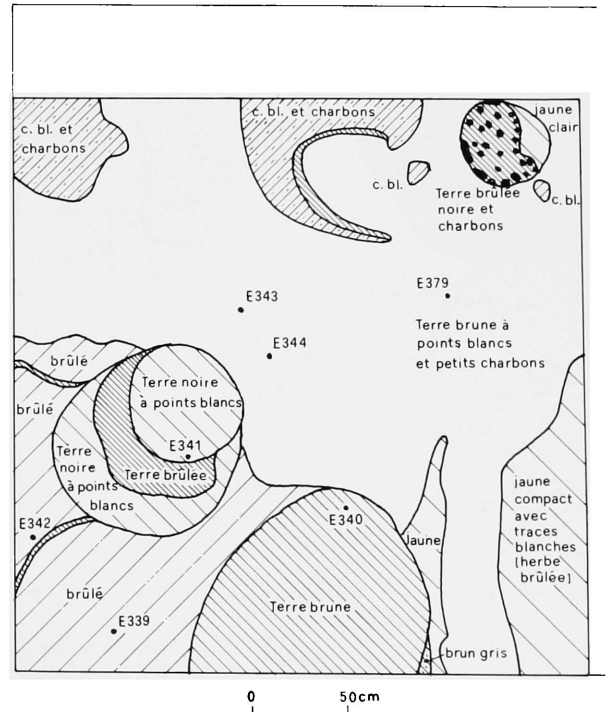 c. bl. et
charbons
c. bl. et charbons
c. bl.
jaune
clair
c. bl.
Terre brûlée
noire et
charbons
E343
E379
E344
Terre brune à
points blancs
et petits charbons
brûlé
Terre noire
à points blancs
brûlé
E341
Terre
noire
à points
blancs
Terre brûlée
E342
E340
Jaune
jaune
compact
avec
traces
blanches
(herbe
brûlée)
brûlé
Terre brune
E339
brun gris
0 50cm